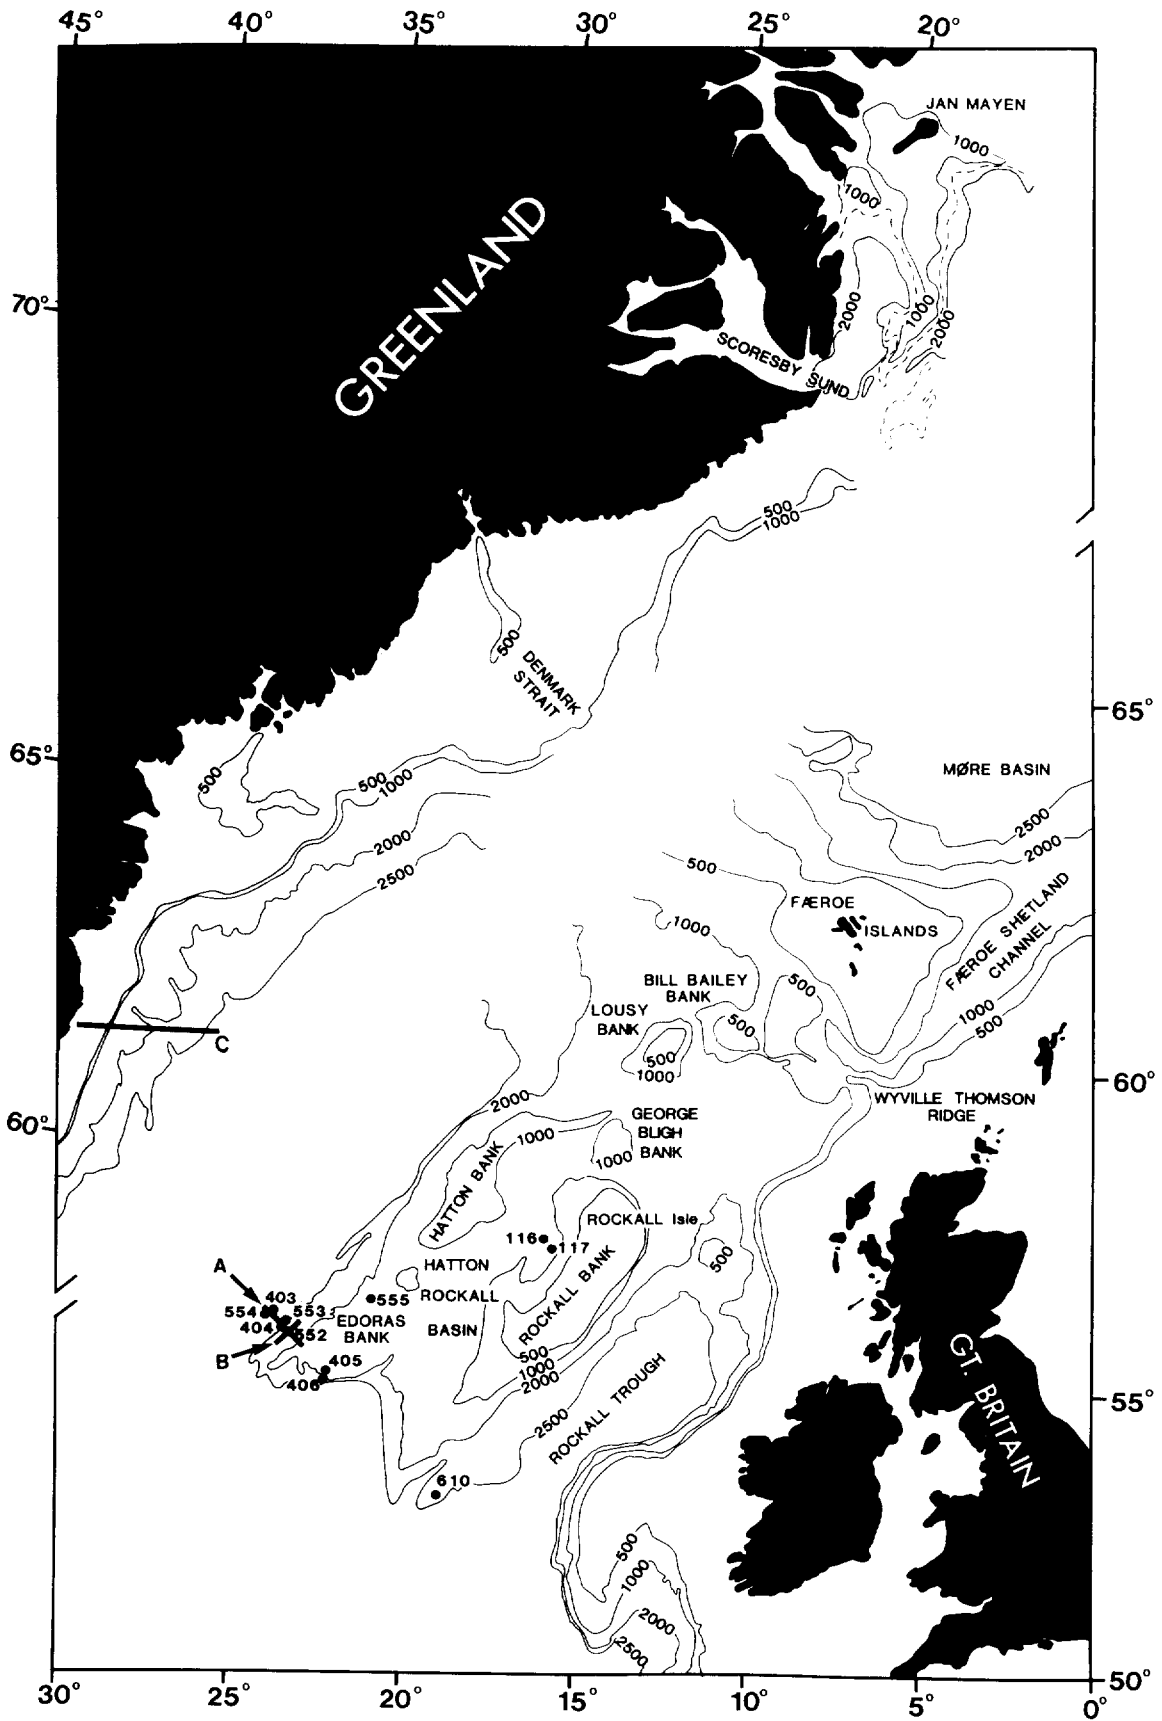 45° 40° 35° 30° 25° 20°
JAN MAYEN
1000
1000
GREENLAND
70°
2000
1000
2000
SCORESBY SUND
500
1000
500
DENMARK
STRAIT
65°
65°
500
500
1000
MØRE BASIN
2500
2000
2000
2500
500
FÆROE
ISLANDS
FÆROE SHETLAND
CHANNEL
1000
BILL BAILEY
BANK
500
LOUSY
BANK
500
500
1000
1000
500
C
60°
60°
WYVILLE THOMSON
RIDGE
2000
GEORGE
BLIGH
BANK
1000
1000
HATTON BANK
ROCKALL Isle
116
117
500
HATTON
ROCKALL
BASIN
ROCKALL BANK
A
403
554
553
404
552
555
EDORAS
BANK
B
405
406
500
1000
2000
2500
ROCKALL TROUGH
GT. BRITAIN
55°
610
500
1000
2000
2500
50°
30° 25° 20° 15° 10° 5° 0°